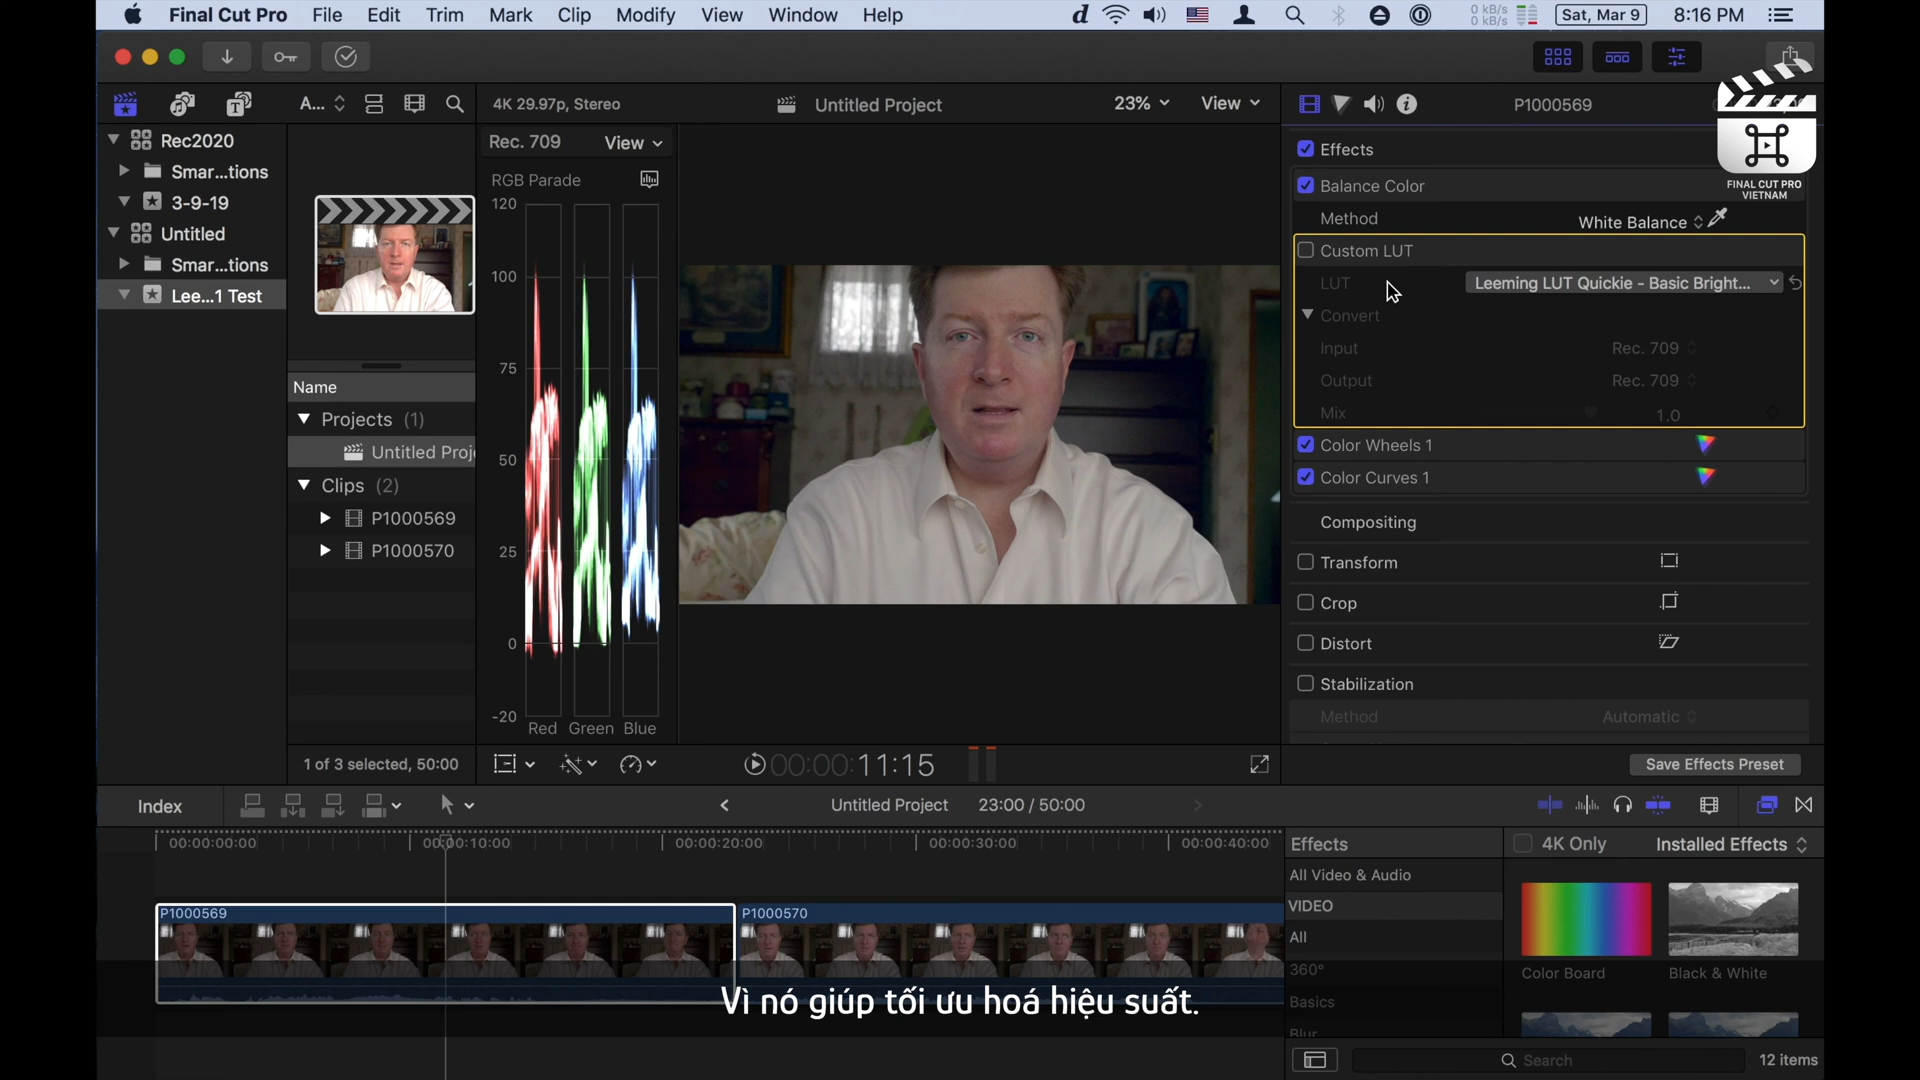 Final Cut Pro File Edit Trim Mark Clip Modify View Window Help
0 kB/s
0 kB/s
Sat, Mar 9 8:16 PM
A... 4K 29.97p, Stereo Untitled Project 23% View P1000569
Rec2020
Smar...tions
3-9-19
Untitled
Smar...tions
Lee...1 Test
Name
Projects (1)
Untitled Proj
Clips (2)
P1000569
P1000570
1 of 3 selected, 50:00
Rec. 709 View
RGB Parade
120
100
75
50
25
0
-20
Red Green Blue
00:00:00:11:15
Effects
Balance Color
Method White Balance
Custom LUT
LUT Leeming LUT Quickie - Basic Bright...
Convert
Input Rec. 709
Output Rec. 709
Mix 1.0
Color Wheels 1
Color Curves 1
Compositing
Transform
Crop
Distort
Stabilization
Method Automatic
Save Effects Preset
FINAL CUT PRO
VIETNAM
Index Untitled Project 23:00 / 50:00
00:00:00:00 00:00:10:00 00:00:20:00 00:00:30:00 00:00:40:00
P1000569 P1000570
Effects 4K Only Installed Effects
All Video & Audio
VIDEO
All
360°
Basics
Blur
Color Board Black & White
Search 12 items
Vì nó giúp tối ưu hoá hiệu suất.